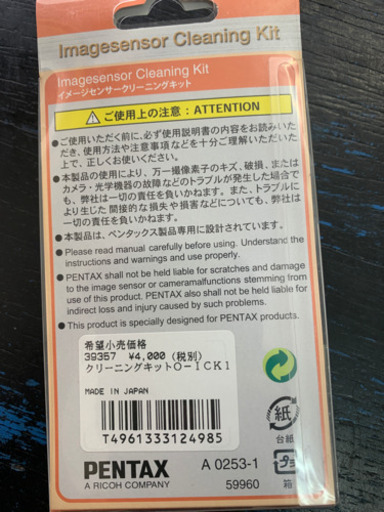 Imagesensor Cleaning Kit
Imagesensor Cleaning Kit
イメージセンサークリーニングキット
ご使用上の注意 : ATTENTION
●ご使用いただく前に、必ず使用説明書の内容をお読みいた
だき、使用方法や注意事項などを十分ご理解いただいた
上で、正しくお使いください。
●本製品の使用により、万一撮像素子のキズ、破損、または
カメラ・光学機器の故障などのトラブルが発生した場合で
も、弊社は一切の責任を負いかねます。また、トラブルに
より生じた間接的な損失や損害などについても、弊社は一
切の責任を負いかねます。
●本製品は、ペンタックス製品専用に設計されています。
● Please read manual carefully before using. Understand the
instructions and warnings and use properly.
● PENTAX shall not be held liable for scratches and damage
to the image sensor or cameramalfunctions stemming from
use of this product. PENTAX also shall not be held liable for
indirect loss and injury caused by such problems.
● This product is specially designed for PENTAX products.
希望小売価格
39357 ¥4,000 (税別)
クリーニングキットO-ICK1
MADE IN JAPAN
T4961333124985
紙
台紙
プラ
箱
PENTAX
A RICOH COMPANY
A 0253-1
59960